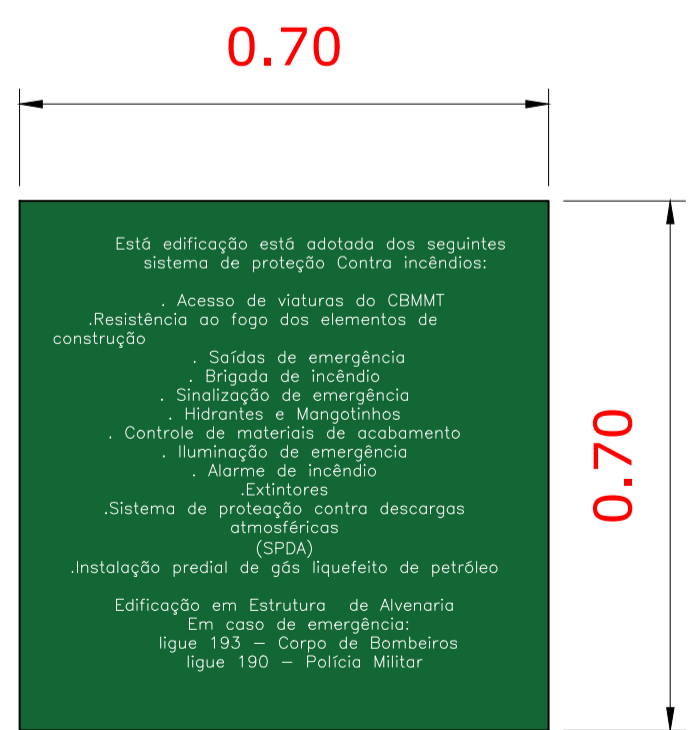 0.70
Está edificação está adotada dos seguintes
sistema de proteção Contra incêndios:
. Acesso de viaturas do CBMMT
.Resistência ao fogo dos elementos de
construção
. Saídas de emergência
. Brigada de incêndio
. Sinalização de emergência
. Hidrantes e Mangotinhos
. Controle de materiais de acabamento
. Iluminação de emergência
. Alarme de incêndio
.Extintores
.Sistema de proteação contra descargas
atmosféricas
(SPDA)
.Instalação predial de gás liquefeito de petróleo
Edificação em Estrutura  de Alvenaria
Em caso de emergência:
ligue 193 – Corpo de Bombeiros
ligue 190 – Polícia Militar
0.70